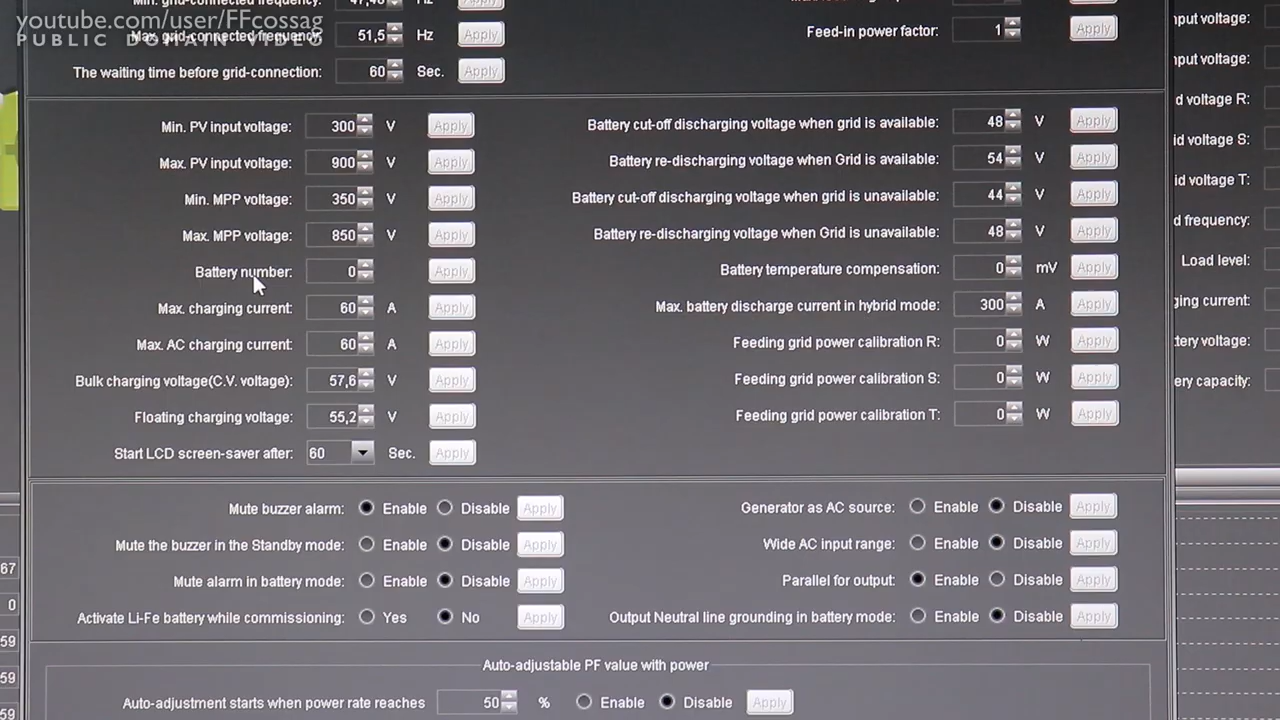 youtube.com/user/FFcossag
PUBLIC DOMAIN VIDEO
Min. grid-connected frequency: 47,48 Hz Apply
Max. grid-connected frequency: 51,5 Hz Apply
Feed-in power factor: 1 Apply
The waiting time before grid-connection: 60 Sec. Apply
Min. PV input voltage: 300 V Apply
Max. PV input voltage: 900 V Apply
Min. MPP voltage: 350 V Apply
Max. MPP voltage: 850 V Apply
Battery number: 0 Apply
Max. charging current: 60 A Apply
Max. AC charging current: 60 A Apply
Bulk charging voltage(C.V. voltage): 57,6 V Apply
Floating charging voltage: 55,2 V Apply
Start LCD screen-saver after: 60 Sec. Apply
Battery cut-off discharging voltage when grid is available: 48 V Apply
Battery re-discharging voltage when Grid is available: 54 V Apply
Battery cut-off discharging voltage when grid is unavailable: 44 V Apply
Battery re-discharging voltage when Grid is unavailable: 48 V Apply
Battery temperature compensation: 0 mV Apply
Max. battery discharge current in hybrid mode: 300 A Apply
Feeding grid power calibration R: 0 W Apply
Feeding grid power calibration S: 0 W Apply
Feeding grid power calibration T: 0 W Apply
Mute buzzer alarm: Enable Disable Apply
Mute the buzzer in the Standby mode: Enable Disable Apply
Mute alarm in battery mode: Enable Disable Apply
Activate Li-Fe battery while commissioning: Yes No Apply
Generator as AC source: Enable Disable Apply
Wide AC input range: Enable Disable Apply
Parallel for output: Enable Disable Apply
Output Neutral line grounding in battery mode: Enable Disable Apply
Auto-adjustable PF value with power
Auto-adjustment starts when power rate reaches 50 % Enable Disable Apply
nput voltage:
put voltage:
d voltage R:
id voltage S:
id voltage T:
d frequency:
Load level:
ging current:
ttery voltage:
ery capacity:
67
0
59
59
59